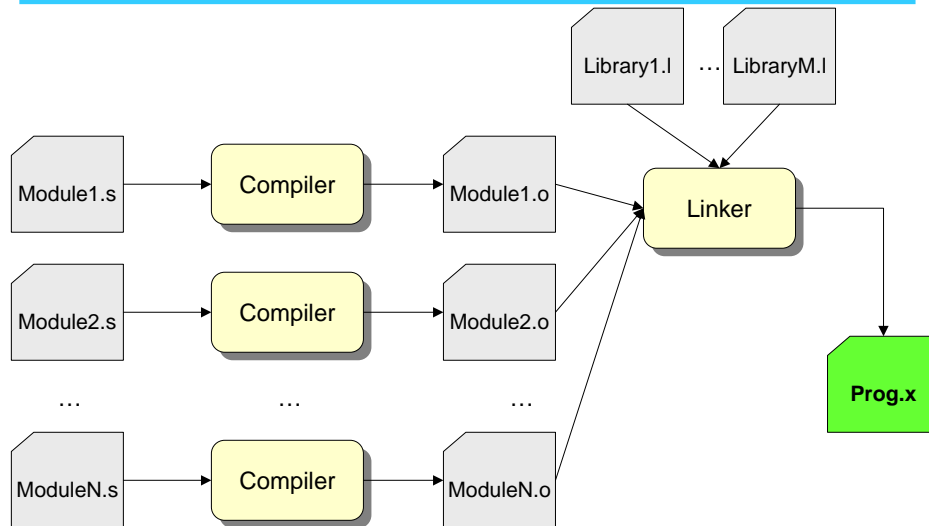 Library1.l
…
LibraryM.l
Module1.s
Compiler
Module1.o
Linker
Module2.s
Compiler
Module2.o
Prog.x
…
…
…
ModuleN.s
Compiler
ModuleN.o